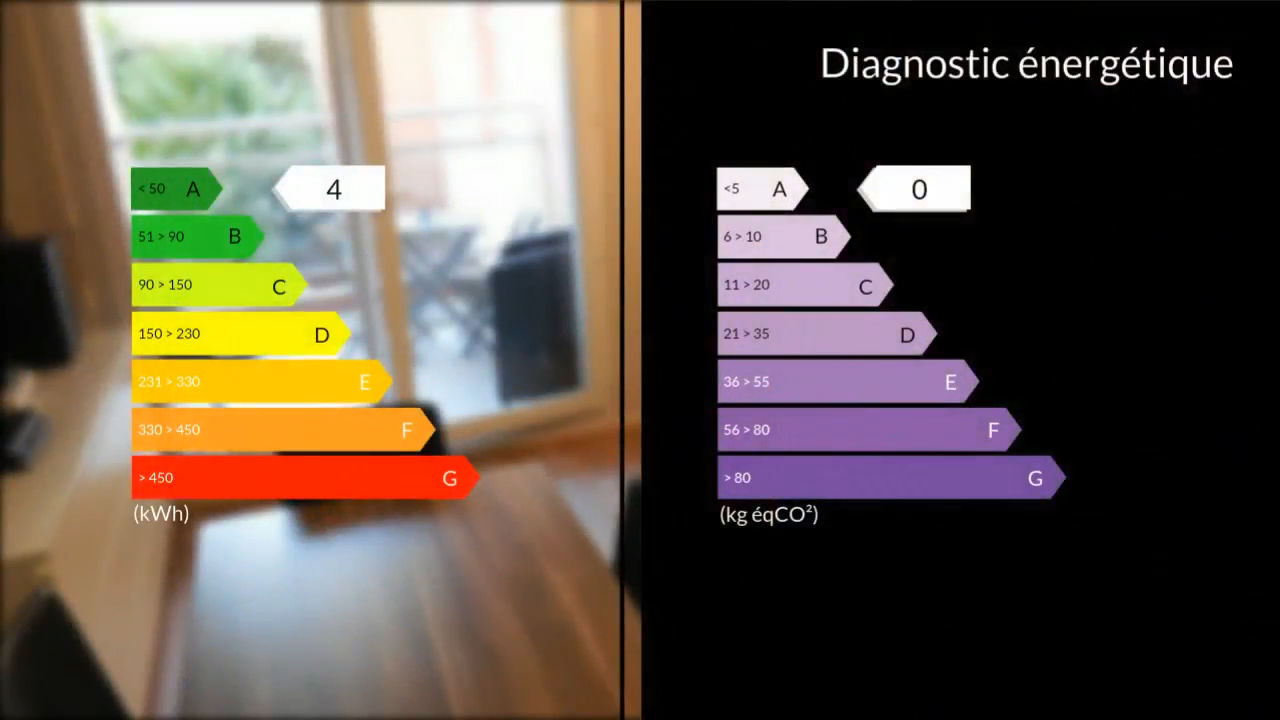 Diagnostic énergétique
< 50 A 4
51 > 90 B
90 > 150 C
150 > 230 D
231 > 330 E
330 > 450 F
> 450 G
(kWh)
<5 A 0
6 > 10 B
11 > 20 C
21 > 35 D
36 > 55 E
56 > 80 F
> 80 G
(kg éqCO²)